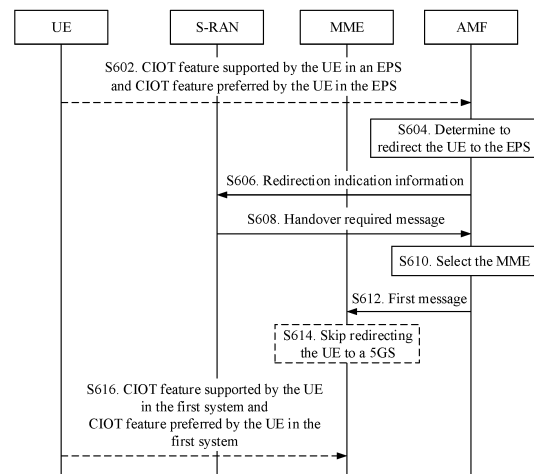 UE
S-RAN
MME
AMF
S602. CIOT feature supported by the UE in an EPS
and CIOT feature preferred by the UE in the EPS
S604. Determine to
redirect the UE to the EPS
S606. Redirection indication information
S608. Handover required message
S610. Select the MME
S612. First message
S614. Skip redirecting
the UE to a 5GS
S616. CIOT feature supported by the UE
in the first system and
CIOT feature preferred by the UE in the
first system